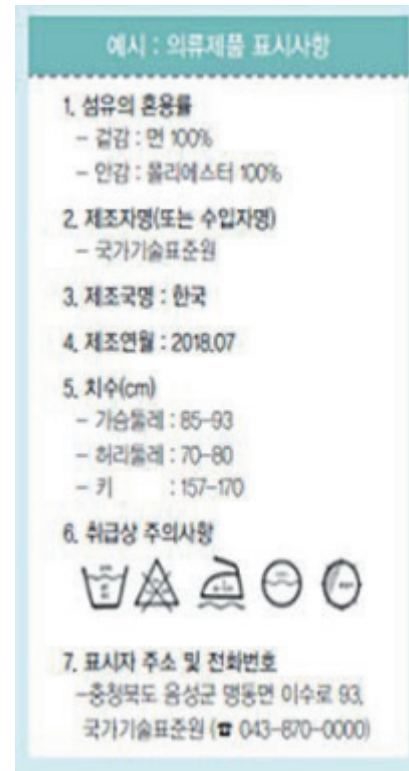 예시 : 의류제품 표시사항
1. 섬유의 혼용률
- 겉감 : 면 100%
- 안감 : 폴리에스터 100%
2. 제조자명(또는 수입자명)
- 국가기술표준원
3. 제조국명 : 한국
4. 제조연월 : 2018.07
5. 치수(cm)
- 가슴둘레 : 85-93
- 허리둘레 : 70-80
- 키 : 157-170
6. 취급상 주의사항
7. 표시자 주소 및 전화번호
-충청북도 음성군 맹동면 이수로 93,
국가기술표준원 (☎ 043-870-0000)